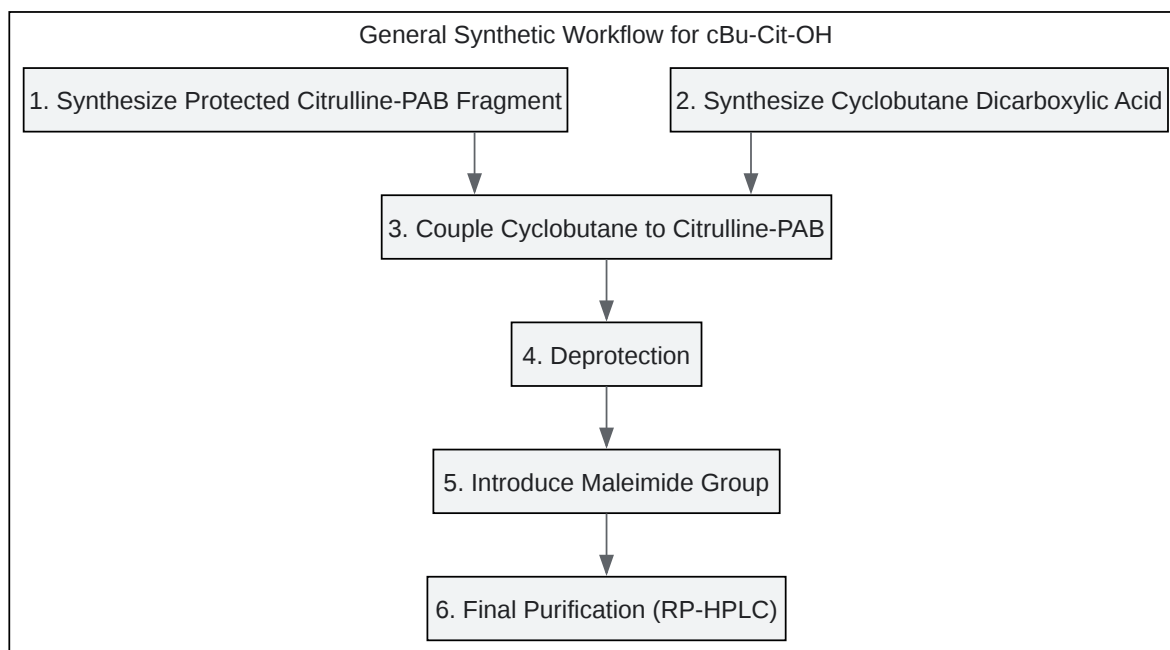 General Synthetic Workflow for cBu-Cit-OH
1. Synthesize Protected Citrulline-PAB Fragment
2. Synthesize Cyclobutane Dicarboxylic Acid
3. Couple Cyclobutane to Citrulline-PAB
4. Deprotection
5. Introduce Maleimide Group
6. Final Purification (RP-HPLC)